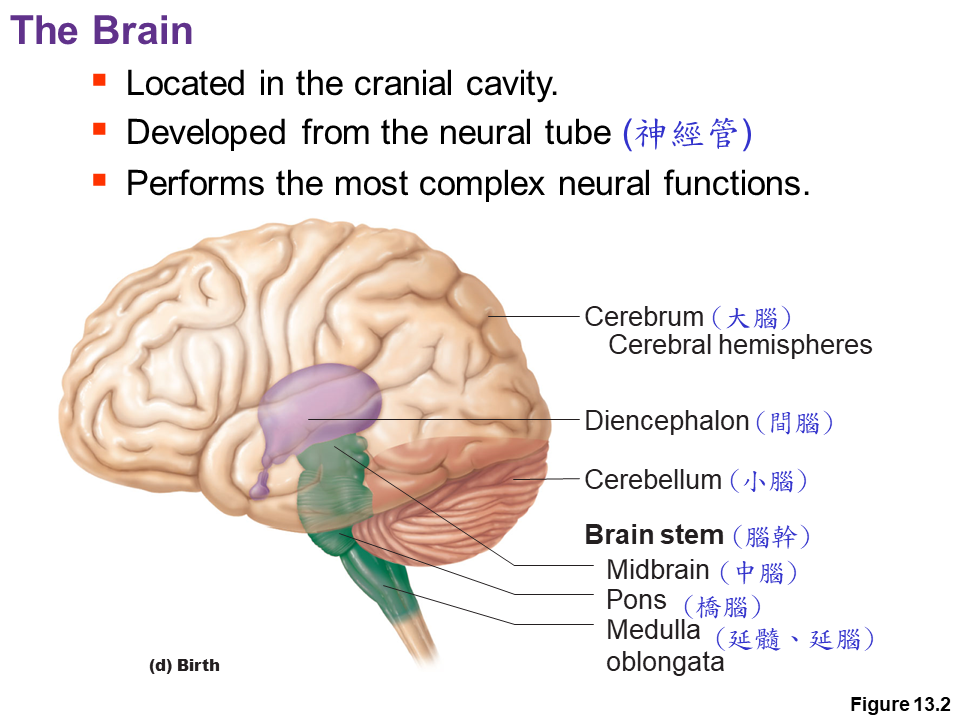 The Brain
Located in the cranial cavity.
Developed from the neural tube (神經管)
Performs the most complex neural functions.
Cerebrum (大腦)
Cerebral hemispheres
Diencephalon (間腦)
Cerebellum (小腦)
Brain stem (腦幹)
Midbrain (中腦)
Pons (橋腦)
Medulla (延髓、延腦)
oblongata
(d) Birth
Figure 13.2